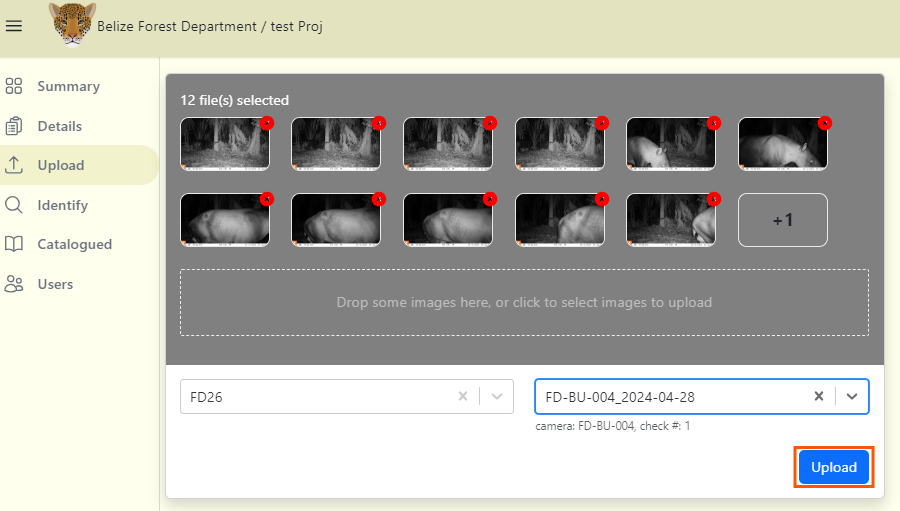 Belize Forest Department / test Proj
Summary
Details
Upload
Identify
Catalogued
Users
12 file(s) selected
+1
Drop some images here, or click to select images to upload
FD26
FD-BU-004_2024-04-28
camera: FD-BU-004, check #: 1
Upload